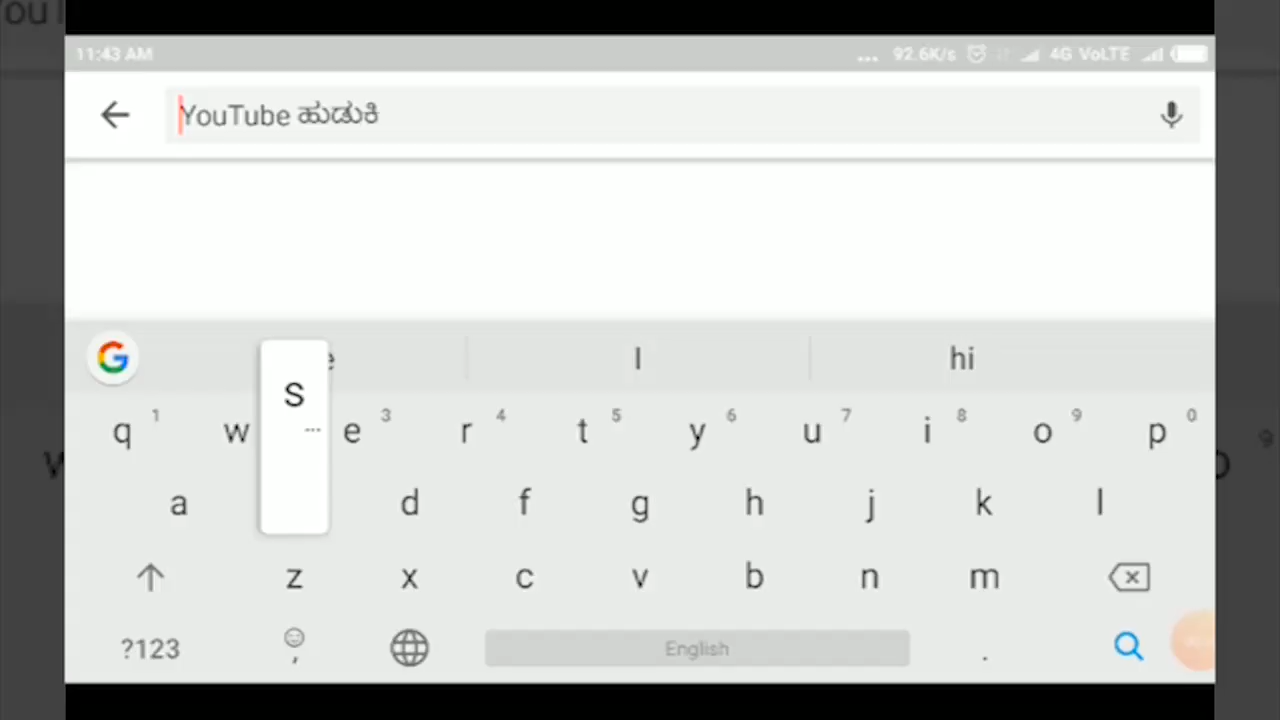 11:43 AM ... 92.6K/s 4G VoLTE
YouTube ಹುಡುಕಿ
I hi
q 1 w e 3 r 4 t 5 y 6 u 7 i 8 o 9 p 0
S ...
a d f g h j k l
z x c v b n m
?123 , English .